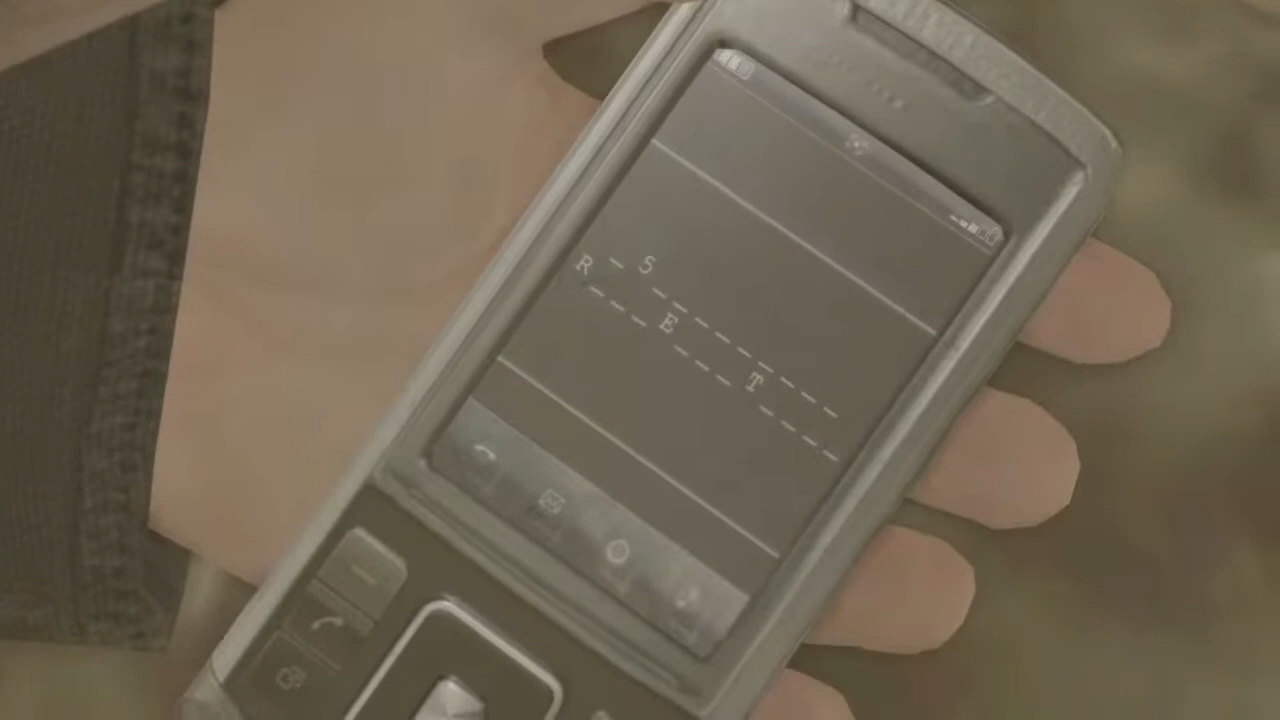 _ 5 _ _ _ _ _ _ _ _ _
R _ _ _ E _ _ _ T _ _ _ _